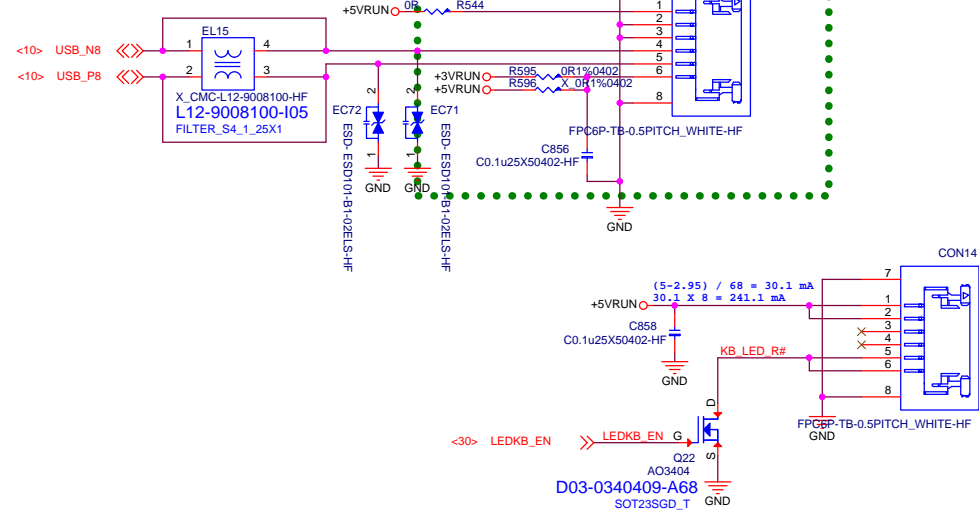 +5VRUN
0R
R544
1
2
3
4
5
6
8
FPC6P-TB-0.5PITCH_WHITE-HF
<10> USB_N8
<10> USB_P8
EL15
1
4
2
3
X_CMC-L12-9008100-HF
L12-9008100-I05
FILTER_S4_1_25X1
+3VRUN
R595
0R1%0402
+5VRUN
R596
X_0R1%0402
EC72
2
1
ESD- ESD101-B1-02ELS-HF
GND
EC71
2
1
ESD- ESD101-B1-02ELS-HF
GND
C856
C0.1u25X50402-HF
GND
CON14
7
1
2
3
4
5
6
8
FPC6P-TB-0.5PITCH_WHITE-HF
GND
(5-2.95) / 68 = 30.1 mA
30.1 X 8 = 241.1 mA
+5VRUN
C858
C0.1u25X50402-HF
GND
KB_LED_R#
<30> LEDKB_EN
LEDKB_EN
G
D
S
Q22
AO3404
D03-0340409-A68
SOT23SGD_T
GND